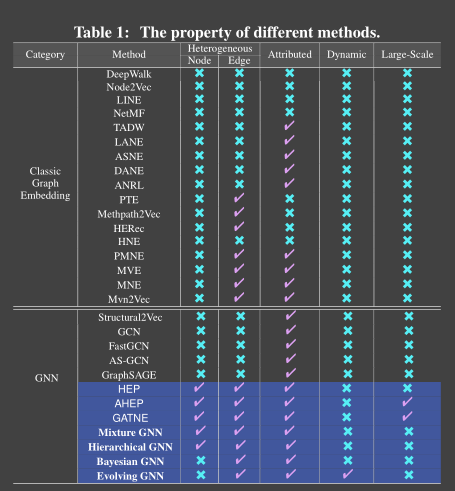 Table 1: The property of different methods.
Category Method Heterogeneous Attributed Dynamic Large-Scale
Node Edge
DeepWalk ✖ ✖ ✖ ✖ ✖
Node2Vec ✖ ✖ ✖ ✖ ✖
LINE ✖ ✖ ✖ ✖ ✖
NetMF ✖ ✖ ✖ ✖ ✖
TADW ✖ ✖ ✓ ✖ ✖
LANE ✖ ✖ ✓ ✖ ✖
ASNE ✖ ✖ ✓ ✖ ✖
DANE ✖ ✖ ✓ ✖ ✖
ANRL ✖ ✖ ✓ ✖ ✖
PTE ✖ ✓ ✖ ✖ ✖
Methpath2Vec ✖ ✓ ✖ ✖ ✖
HERec ✖ ✓ ✖ ✖ ✖
HNE ✖ ✖ ✖ ✖ ✖
PMNE ✖ ✓ ✓ ✖ ✖
MVE ✖ ✓ ✓ ✖ ✖
MNE ✖ ✓ ✓ ✖ ✖
Mvn2Vec ✖ ✓ ✓ ✖ ✖
Classic
Graph
Embedding
Structural2Vec ✖ ✖ ✓ ✖ ✖
GCN ✖ ✖ ✓ ✖ ✖
FastGCN ✖ ✖ ✓ ✖ ✖
AS-GCN ✖ ✖ ✓ ✖ ✖
GraphSAGE ✖ ✖ ✓ ✖ ✖
GNN
HEP ✓ ✓ ✓ ✖ ✓
AHEP ✓ ✓ ✓ ✖ ✓
GATNE ✓ ✓ ✓ ✖ ✓
Mixture GNN ✓ ✓ ✓ ✖ ✖
Hierarchical GNN ✓ ✓ ✓ ✖ ✖
Bayesian GNN ✖ ✓ ✓ ✖ ✖
Evolving GNN ✖ ✓ ✓ ✓ ✖